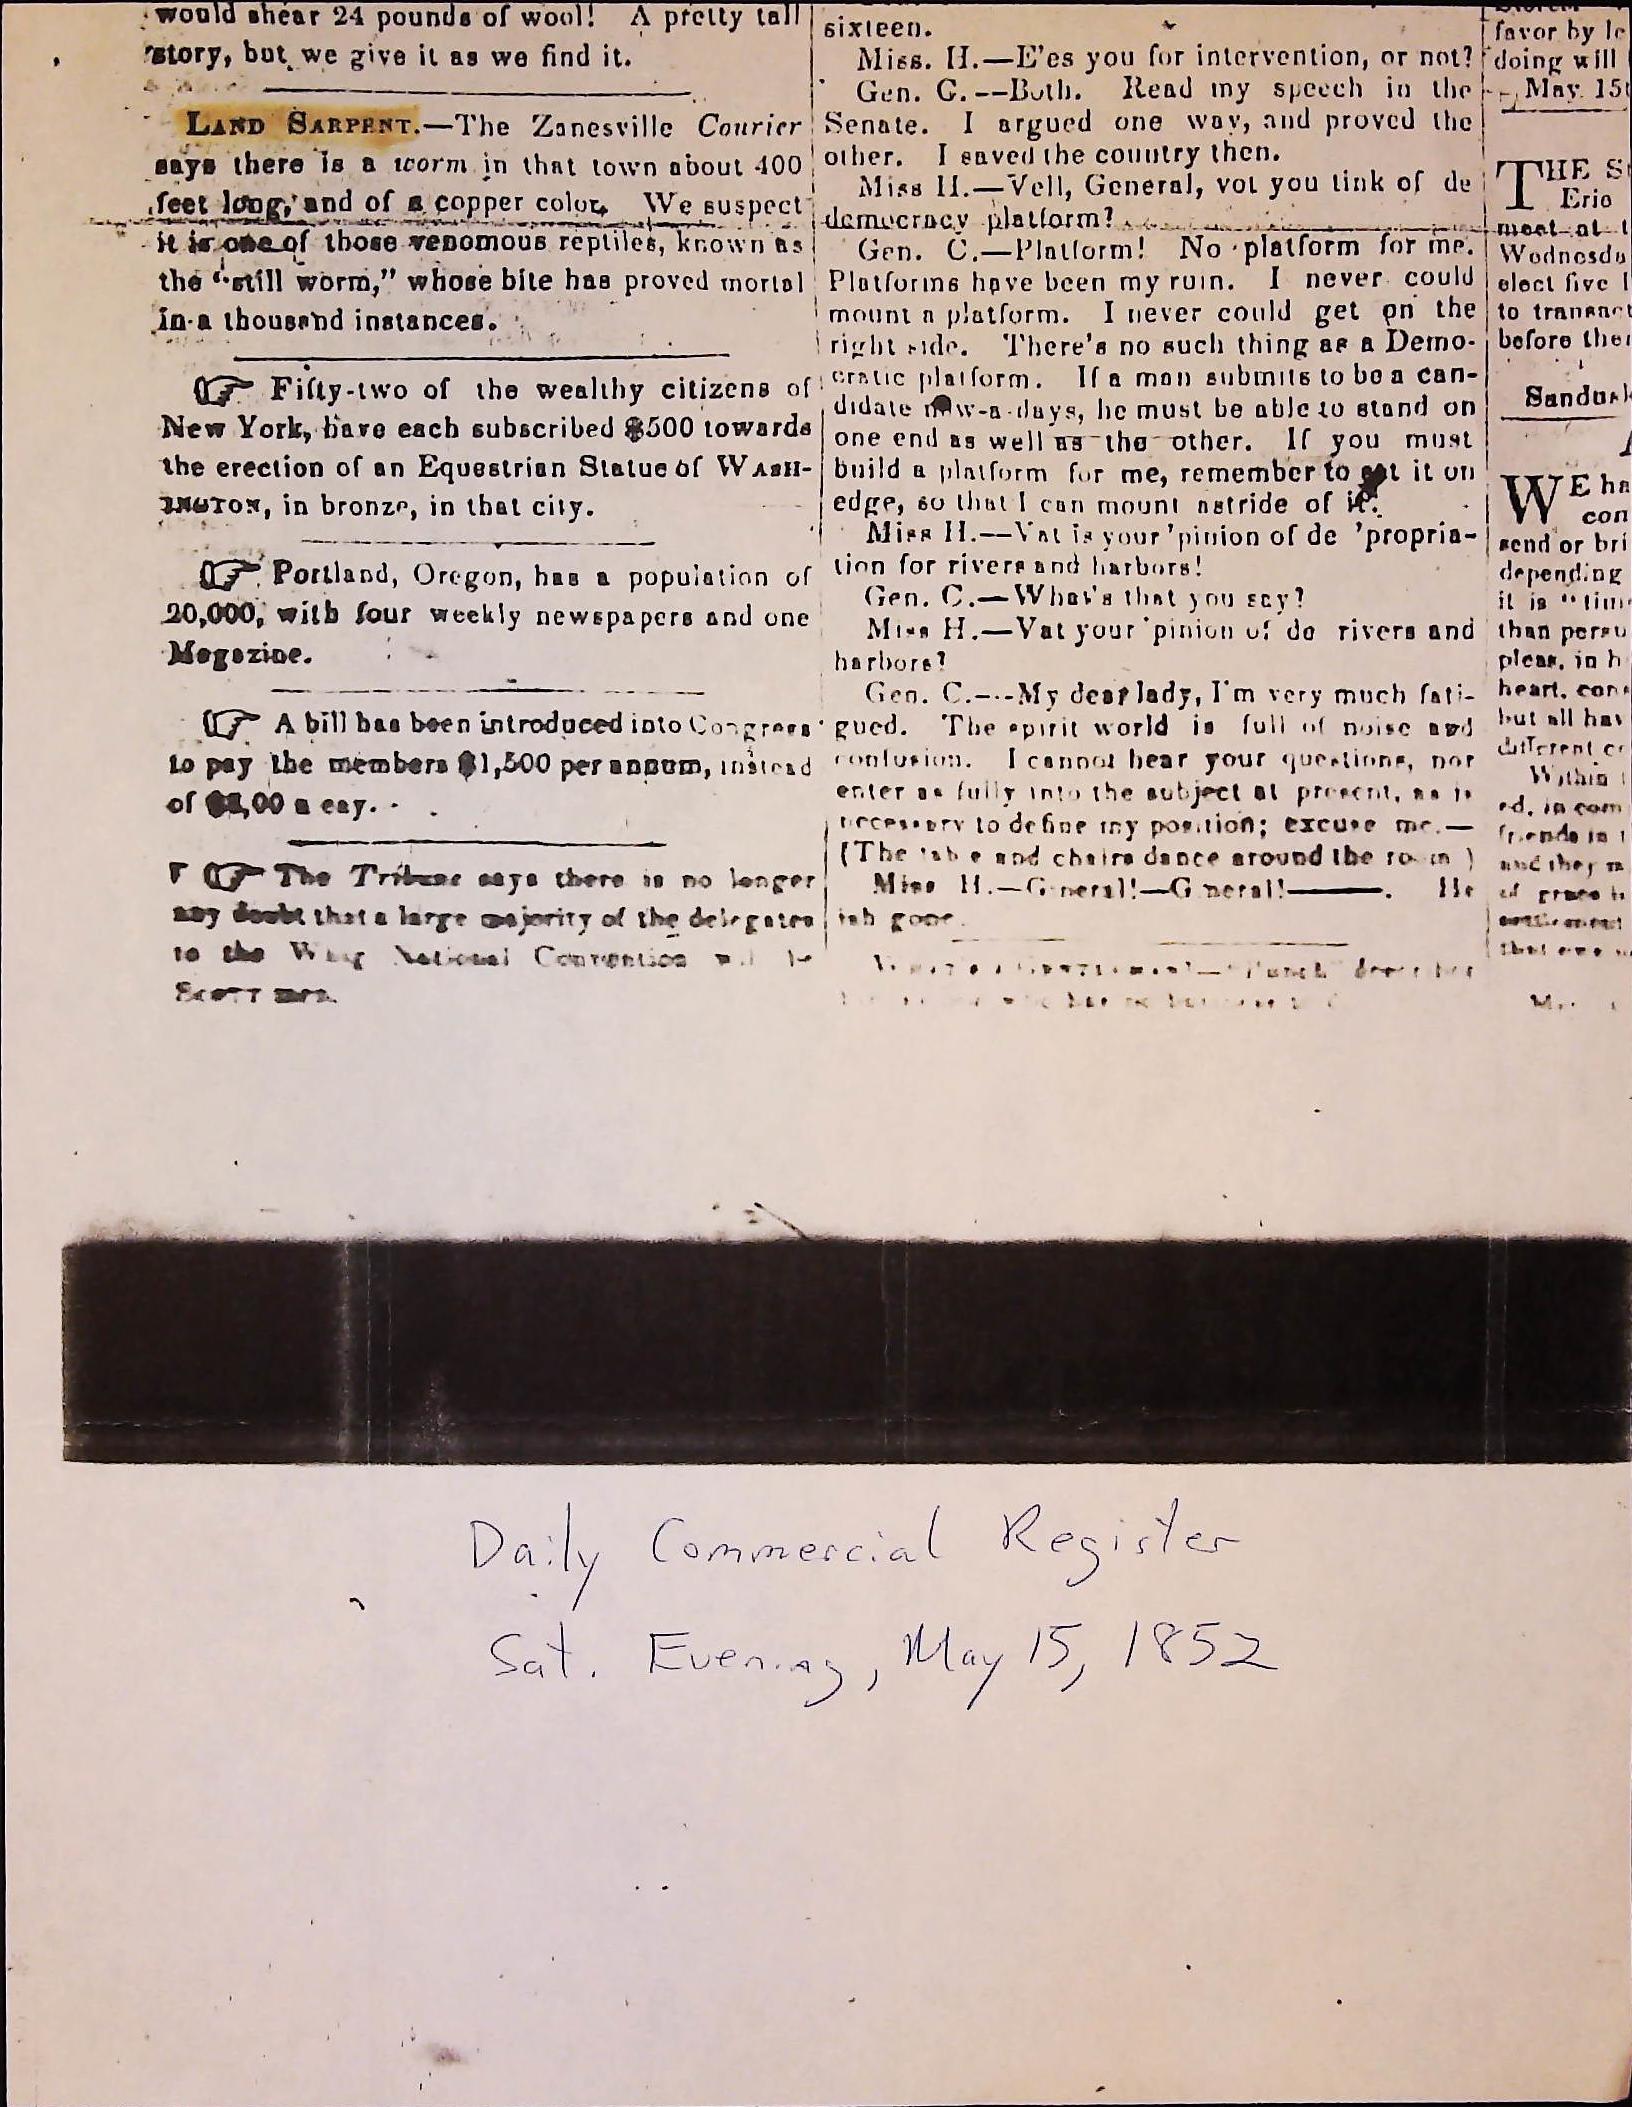 would shear 24 pounds of wool! A pretty tall
story, but we give it as we find it.
LAND SARPENT.—The Zanesville Courier
says there is a worm in that town about 400
feet long, and of a copper color. We suspect
it is one of those venomous reptiles, known as
the "still worm," whose bite has proved mortal
in a thousand instances.
Fifty-two of the wealthy citizens of
New York, have each subscribed $500 towards
the erection of an Equestrian Statue of WASH-
INGTON, in bronze, in that city.
Portland, Oregon, has a population of
20,000, with four weekly newspapers and one
Magazine.
A bill has been introduced into Congress
to pay the members $1,500 per annum, instead
of a
The Tribune says there is no longer
any doubt that a large majority of the delegates
to the Whig National Convention will be
SCOTT men.
sixteen.
Miss. H.—E'es you for intervention, or not?
Gen. C.—Both. Read my speech in the
Senate. I argued one way, and proved the
other. I saved the country then.
Miss H.—Vell, General, vot you tink of de
democracy platform?
Gen. C.—Platform! No platform for me.
Platforms have been my ruin. I never could
mount a platform. I never could get on the
right side. There's no such thing as a Demo-
cratic platform. If a man submits to be a can-
didate now-a-days, he must be able to stand on
one end as well as the other. If you must
build a platform for me, remember to set it on
edge, so that I can mount astride of it.
Miss H.—Vat is your 'pinion of de 'propria-
tion for rivers and harbors!
Gen. C.—What's that you say?
Miss H.—Vat your 'pinion of de rivers and
harbors?
Gen. C.—My dear lady, I'm very much fati-
gued. The spirit world is full of noise and
confusion. I cannot hear your questions, nor
enter as fully into the subject at present, as is
necessary to define my position; excuse me.—
(The table and chairs dance around the room.)
Miss H.—General!—General!———. He
ish gone.
favor by
doing will
May 15
THE
Erie
meet at
Wednesda
elect five
to transact
before
Sandusk
WE ha
con
send or bri
depending
it is "tim
than persu
pleas, in h
heart, con
but all hav
different
Within
ed, in com
friends in
and they
of grace
settlement
that owe
Daily Commercial Register
Sat. Evening, May 15, 1852